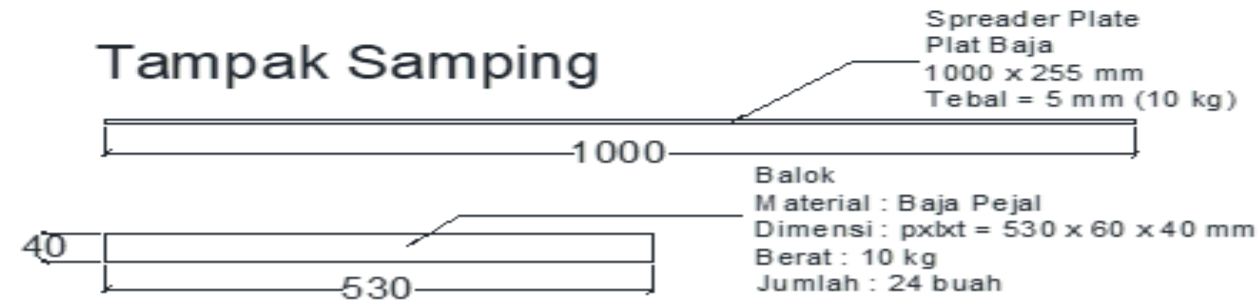 Spreader Plate
Plat Baja
Tampak Samping
1000 x 255 mm
Tebal = 5 mm (10 kg)
1000
Balok
Material : Baja Pejal
Dimensi : pxlxt = 530 x 60 x 40 mm
40
Berat : 10 kg
530
Jumlah : 24 buah